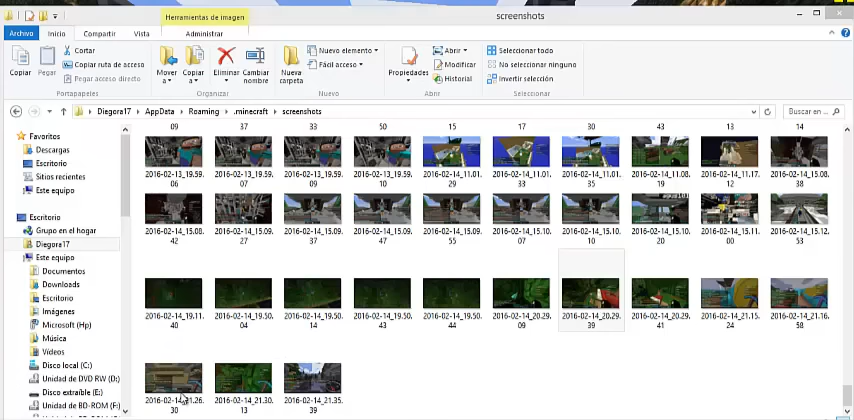 Herramientas de imagen
screenshots
Archivo Inicio Compartir Vista Administrar
Copiar Pegar Cortar Copiar ruta de acceso Pegar acceso directo
Mover a Copiar a Eliminar Cambiar nombre
Nueva carpeta Nuevo elemento Fácil acceso
Propiedades Abrir Modificar Historial
Seleccionar todo No seleccionar ninguno Invertir selección
Portapapeles Organizar Nuevo Abrir Seleccionar
Diegora17 AppData Roaming .minecraft screenshots
Buscar en ...
Favoritos
Descargas
Escritorio
Sitios recientes
Este equipo
Escritorio
Grupo en el hogar
Diegora17
Este equipo
Documentos
Downloads
Escritorio
Imágenes
Microsoft (Hp)
Música
Vídeos
Disco local (C:)
Unidad de DVD RW (D:)
Disco extraíble (E:)
Unidad de BD-ROM (F:)
09 37 33 50 15 17 30 43 13 14
2016-02-13_19.59.06 2016-02-13_19.59.07 2016-02-13_19.59.09 2016-02-13_19.59.10 2016-02-14_11.01.29 2016-02-14_11.01.33 2016-02-14_11.01.35 2016-02-14_11.08.19 2016-02-14_11.17.12 2016-02-14_15.08.38
2016-02-14_15.08.42 2016-02-14_15.09.27 2016-02-14_15.09.47 2016-02-14_15.09.55 2016-02-14_15.10.07 2016-02-14_15.10.10 2016-02-14_15.10.20 2016-02-14_15.11.00 2016-02-14_15.12.53
2016-02-14_19.11.40 2016-02-14_19.50.04 2016-02-14_19.50.14 2016-02-14_19.50.43 2016-02-14_19.50.44 2016-02-14_20.29.09 2016-02-14_20.29.39 2016-02-14_20.29.41 2016-02-14_21.15.24 2016-02-14_21.16.58
2016-02-14_21.26.30 2016-02-14_21.30.13 2016-02-14_21.35.39